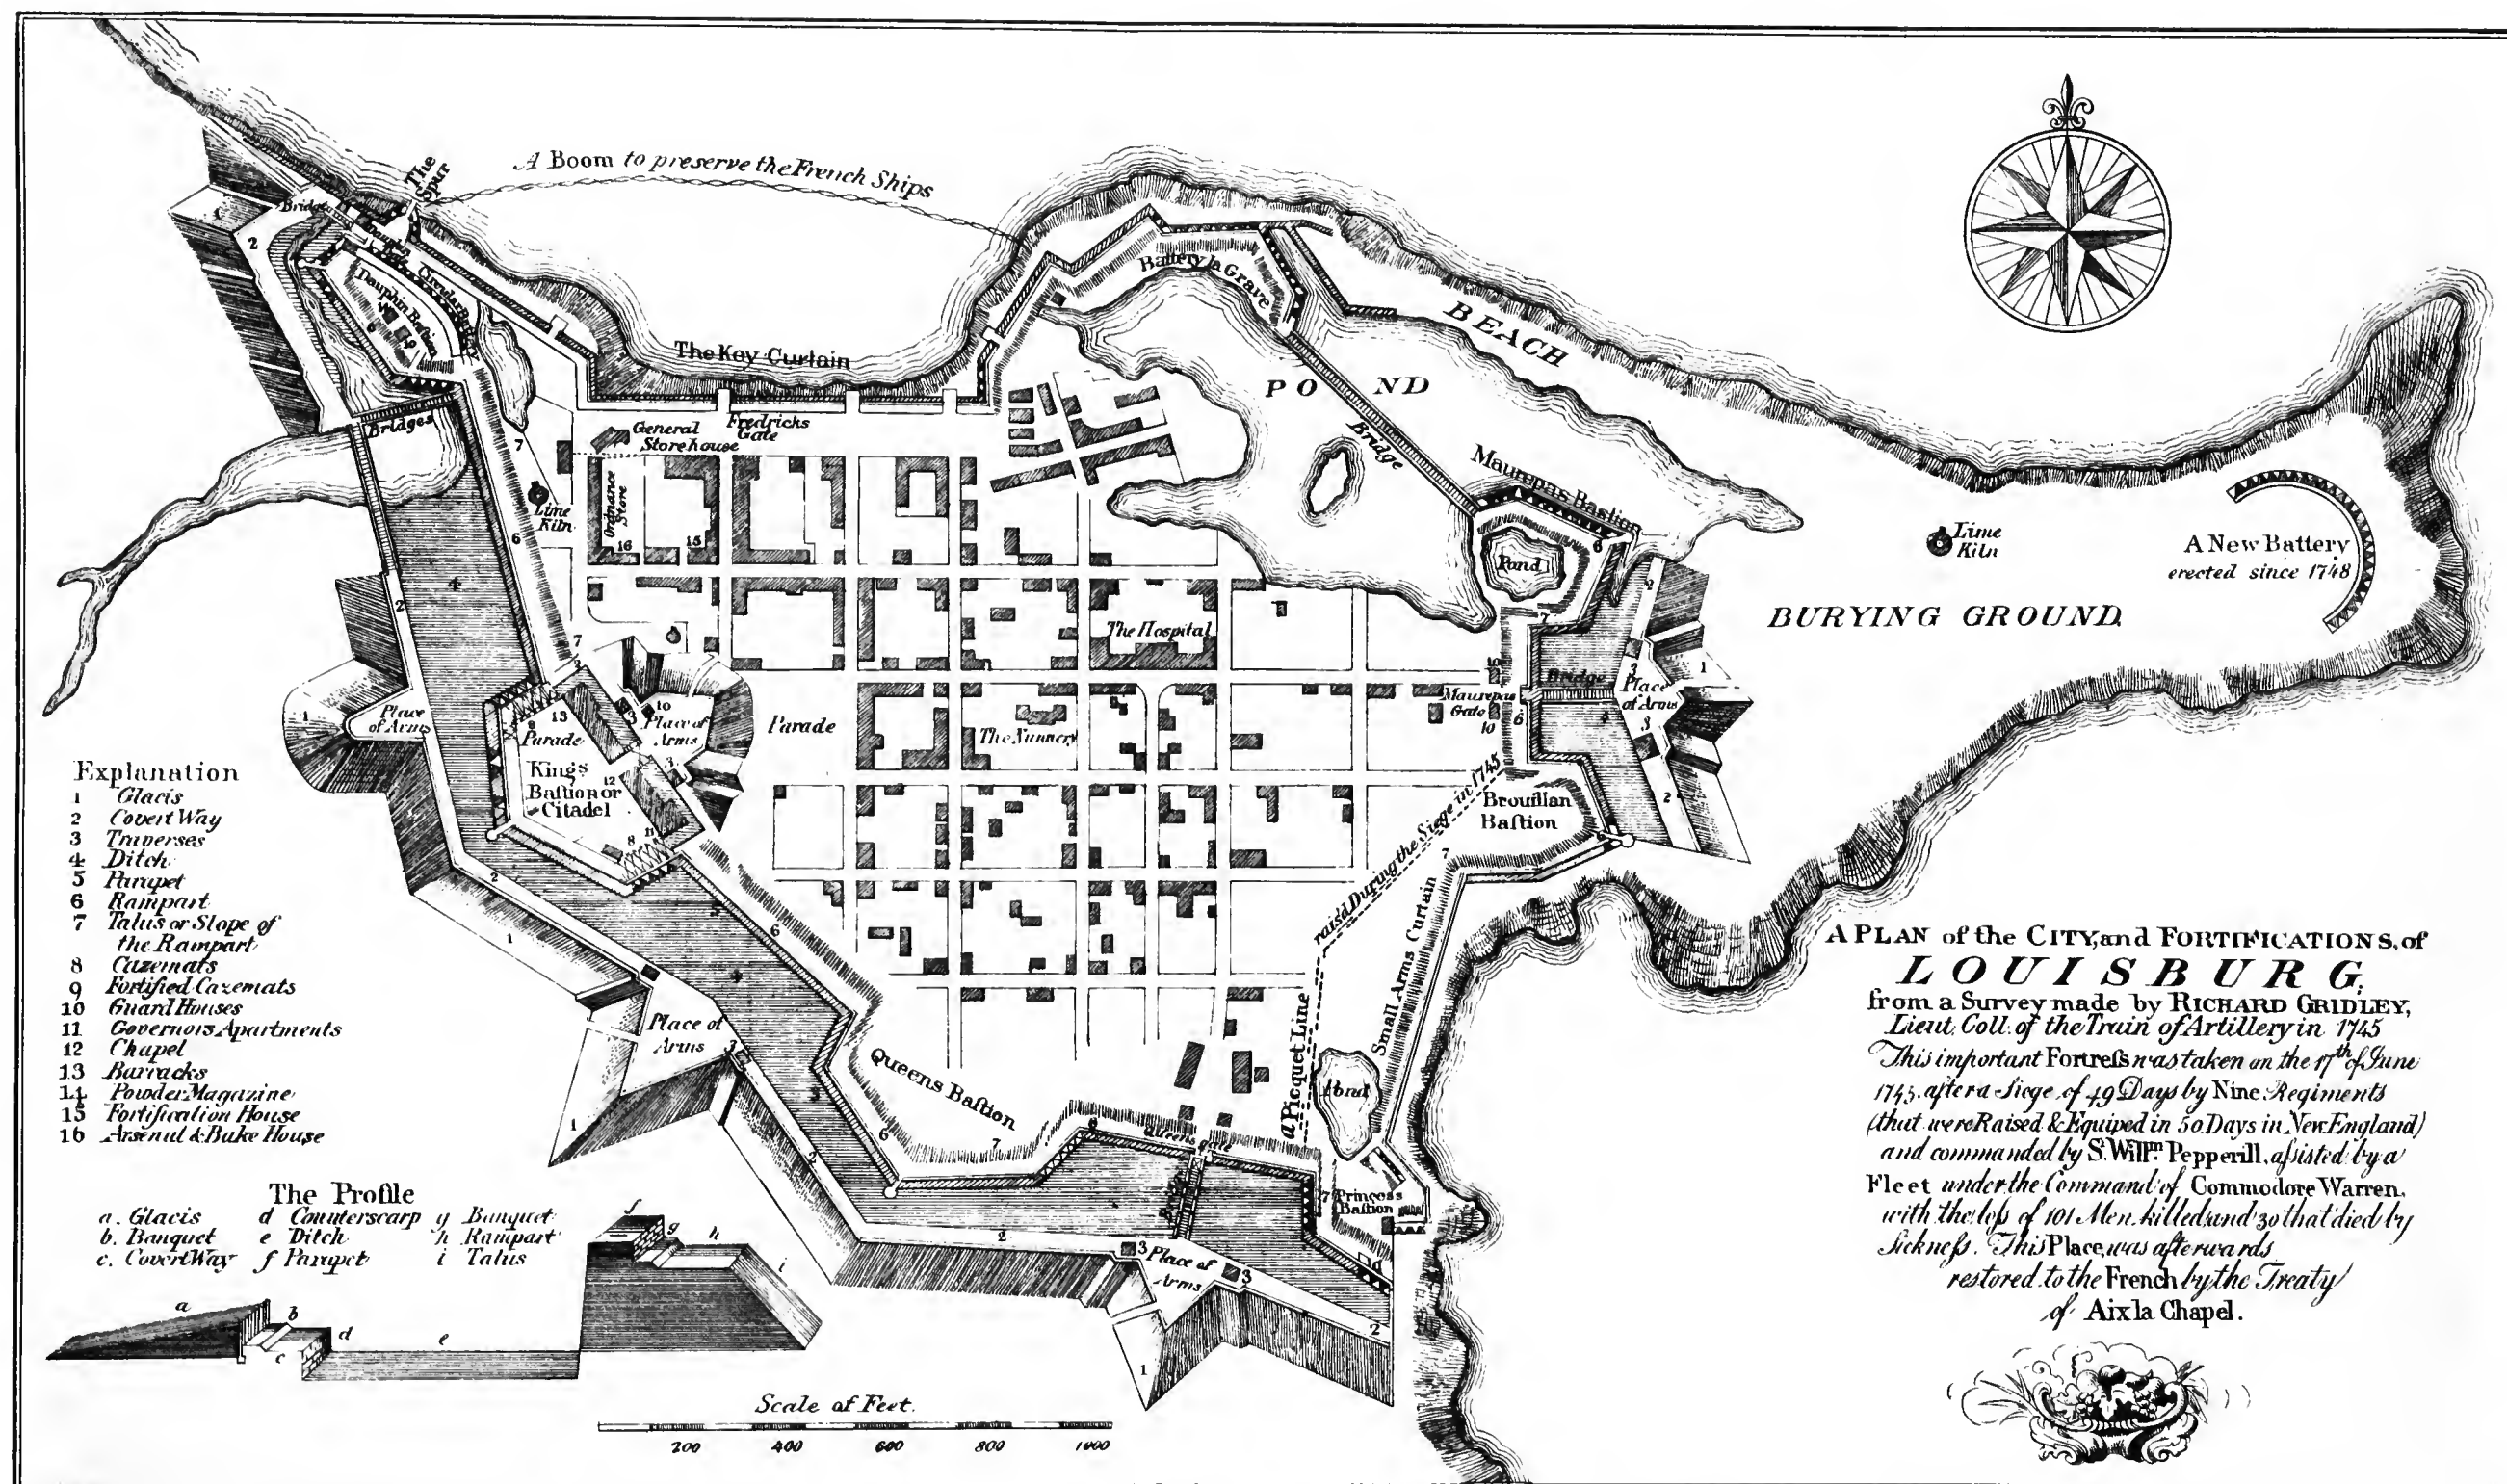 A Boom to preserve the French Ships
The
Spur
Bridge
Dauphin
Circular Battery
Dauphin Bastion
Bridges
The Key Curtain
Battery la Grave
BEACH
POND
Bridge
General
Storehouse
Fredricks
Gate
Ordnance
Store
16
15
Lime
Kiln
Maurepas Bastion
Pond
Lime
Kiln
A New Battery
erected since 1748
BURYING GROUND.
The Hospital
Place
of Arms
Parade
Kings
Bastion or
Citadel
Place of
Arms
Parade
The Nunnery
Maurepas
Gate
10
Bridge
Place
of Arms
Brouillan
Bastion
a Picquet Line
raisd During the Siege in 1745
Small Arms Curtain
Place of
Arms
Queens Bastion
Queens gate
Pond
Princess's
Bastion
Place of
Arms
Explanation
1 Glacis
2 Covert Way
3 Traverses
4 Ditch
5 Parapet
6 Rampart
7 Talus or Slope of
the Rampart
8 Cazemats
9 Fortified Cazemats
10 Guard Houses
11 Governors Apartments
12 Chapel
13 Barracks
14 Powder Magazine
15 Fortification House
16 Arsenal & Bake House
The Profile
a. Glacis d Counterscarp g Banquet
b. Banquet e Ditch h Rampart
c. Covert Way f Parapet i Talus
a
b
c
d
e
f
g
h
i
Scale of Feet.
200 400 600 800 1000
A PLAN of the CITY, and FORTIFICATIONS, of
LOUISBURG,
from a Survey made by RICHARD GRIDLEY,
Lieut. Coll. of the Train of Artillery in 1745
This important Fortress was taken on the 17th of June
1745. after a Siege of 49 Days by Nine Regiments
(that were Raised & Equiped in 50 Days in New England)
and commanded by Sr. Willm. Pepperill, assisted by a
Fleet under the Command of Commodore Warren,
with the loss of 101 Men killed and 30 that died by
Sickness. This Place was afterwards
restored to the French by the Treaty
of Aix la Chapel.